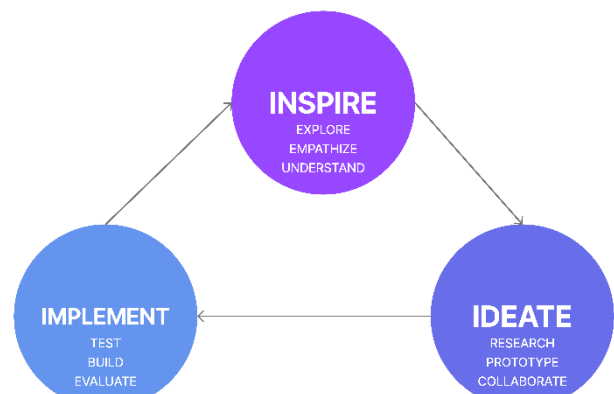 INSPIRE
EXPLORE
EMPATHIZE
UNDERSTAND
IMPLEMENT
TEST
BUILD
EVALUATE
IDEATE
RESEARCH
PROTOTYPE
COLLABORATE